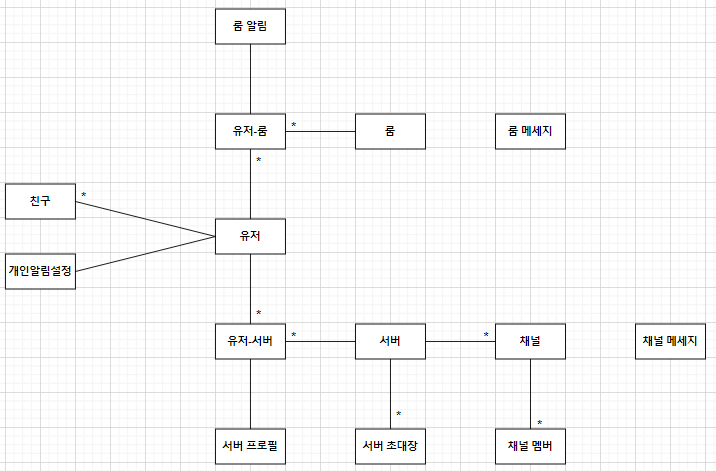 룸 알림
유저-룸
*
룸
룸 메세지
*
친구
*
유저
개인알림설정
*
유저-서버
*
서버
*
채널
채널 메세지
*
*
서버 프로필
서버 초대장
채널 멤버